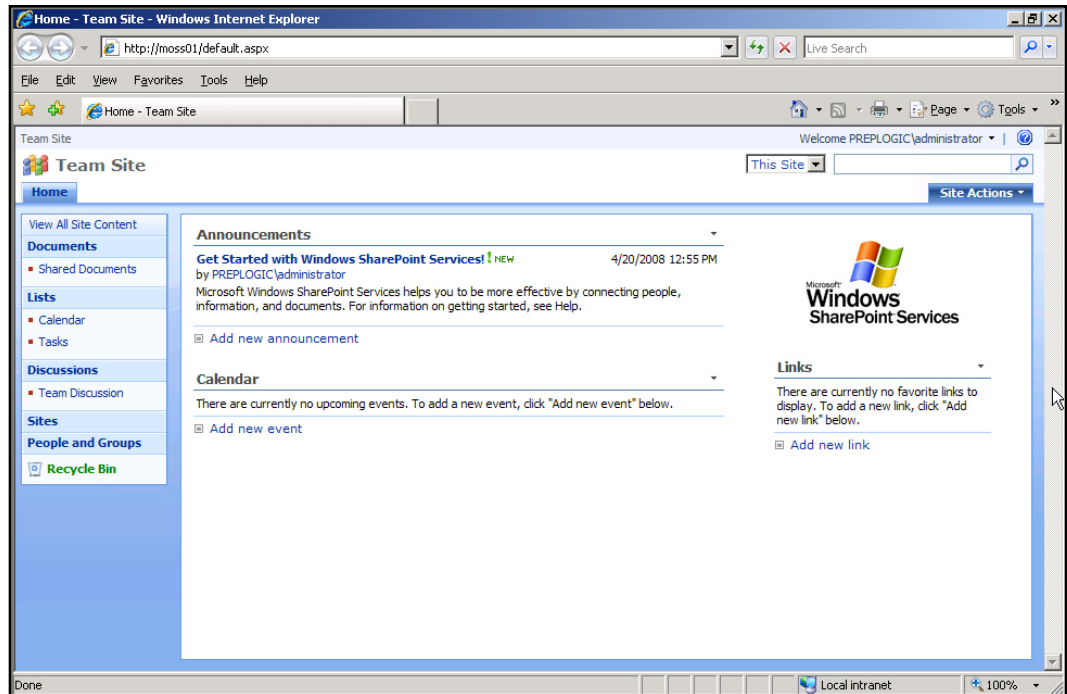 Home - Team Site - Windows Internet Explorer
http://moss01/default.aspx
Live Search
File Edit View Favorites Tools Help
Home - Team Site
Page Tools »
Team Site
Welcome PREPLOGIC\administrator |
Team Site
This Site
Home
Site Actions
View All Site Content
Documents
Shared Documents
Lists
Calendar
Tasks
Discussions
Team Discussion
Sites
People and Groups
Recycle Bin
Announcements
Get Started with Windows SharePoint Services! NEW 4/20/2008 12:55 PM
by PREPLOGIC\administrator
Microsoft Windows SharePoint Services helps you to be more effective by connecting people,
information, and documents. For information on getting started, see Help.
Add new announcement
Calendar
There are currently no upcoming events. To add a new event, click "Add new event" below.
Add new event
Microsoft
Windows
SharePoint Services
Links
There are currently no favorite links to
display. To add a new link, click "Add
new link" below.
Add new link
Done
Local intranet
100%